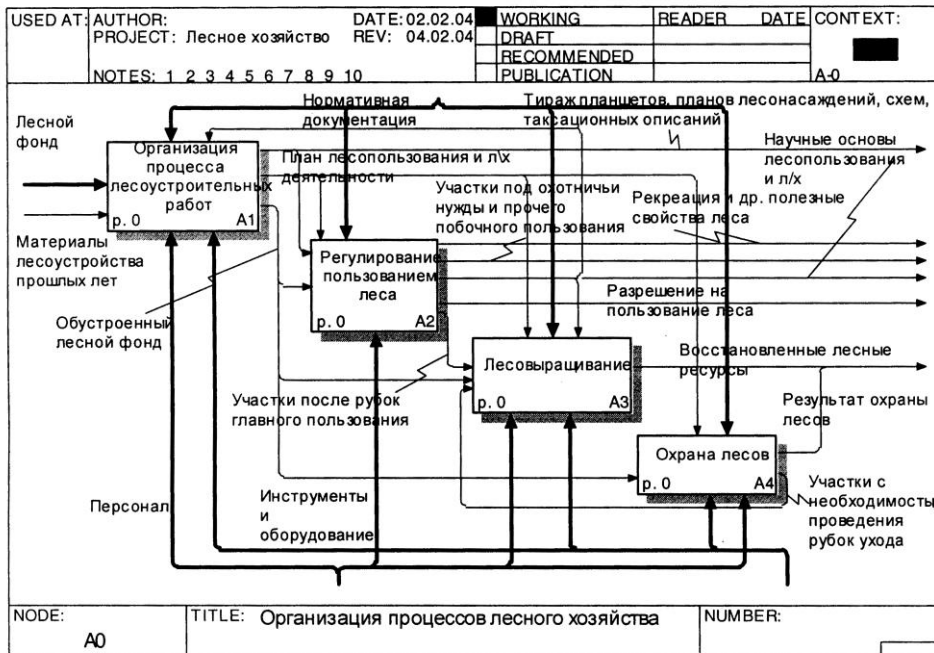 USED AT: AUTHOR: DATE: 02.02.04 WORKING READER DATE CONTEXT:
PROJECT: Лесное хозяйство REV: 04.02.04 DRAFT
RECOMMENDED
NOTES: 1 2 3 4 5 6 7 8 9 10 PUBLICATION A-0
Нормативная
документация
Тираж планшетов, планов лесонасаждений, схем,
таксационных описаний
Лесной
фонд
Научные основы
лесопользования
и л/х
Организация
процесса
лесоустроительных
работ
р. 0 A1
План лесопользования и л\х
деятельности
Участки под охотничьи
нужды и прочего
побочного пользования
Рекреация и др. полезные
свойства леса
Материалы
лесоустройства
прошлых лет
Регулирование
пользованием
леса
р. 0 A2
Разрешение на
пользование леса
Обустроенный
лесной фонд
Лесовыращивание
р. 0 A3
Восстановленные лесные
ресурсы
Участки после рубок
главного пользования
Результат охраны
лесов
Охрана лесов
р. 0 A4
Участки с
необходимостью
проведения
рубок ухода
Персонал
Инструменты
и
оборудование
NODE: TITLE: Организация процессов лесного хозяйства NUMBER:
A0